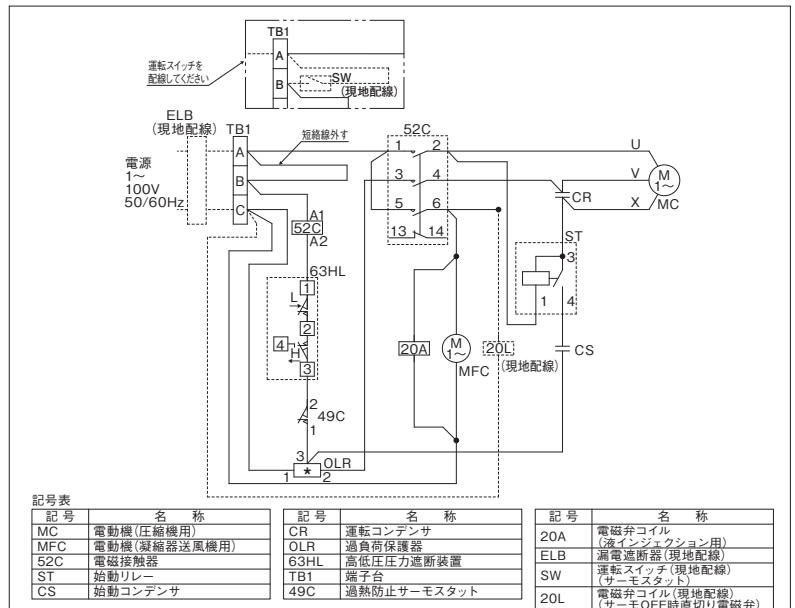 TB1
運転スイッチを
配線してください
A
B
SW
(現地配線)
ELB
(現地配線)
TB1
短絡線外す
52C
電源
1～
100V
50/60Hz
A
B
C
1
2
3
4
5
6
13
14
U
V
X
M
1～
MC
CR
A1
52C
A2
63HL
1
L
2
4
H
3
ST
3
1
4
20A
M
1～
MFC
20L
(現地配線)
CS
2
49C
1
3
OLR
1
*
2
記号表
記 号 名 称
MC 電動機(圧縮機用)
MFC 電動機(凝縮器送風機用)
52C 電磁接触器
ST 始動リレー
CS 始動コンデンサ
記 号 名 称
CR 運転コンデンサ
OLR 過負荷保護器
63HL 高低圧圧力遮断装置
TB1 端子台
49C 過熱防止サーモスタット
記 号 名 称
20A 電磁弁コイル
(液インジェクション用)
ELB 漏電遮断器(現地配線)
SW 運転スイッチ(現地配線)
(サーモスタット)
20L 電磁弁コイル(現地配線)
(サーモOFF時直切り電磁弁)